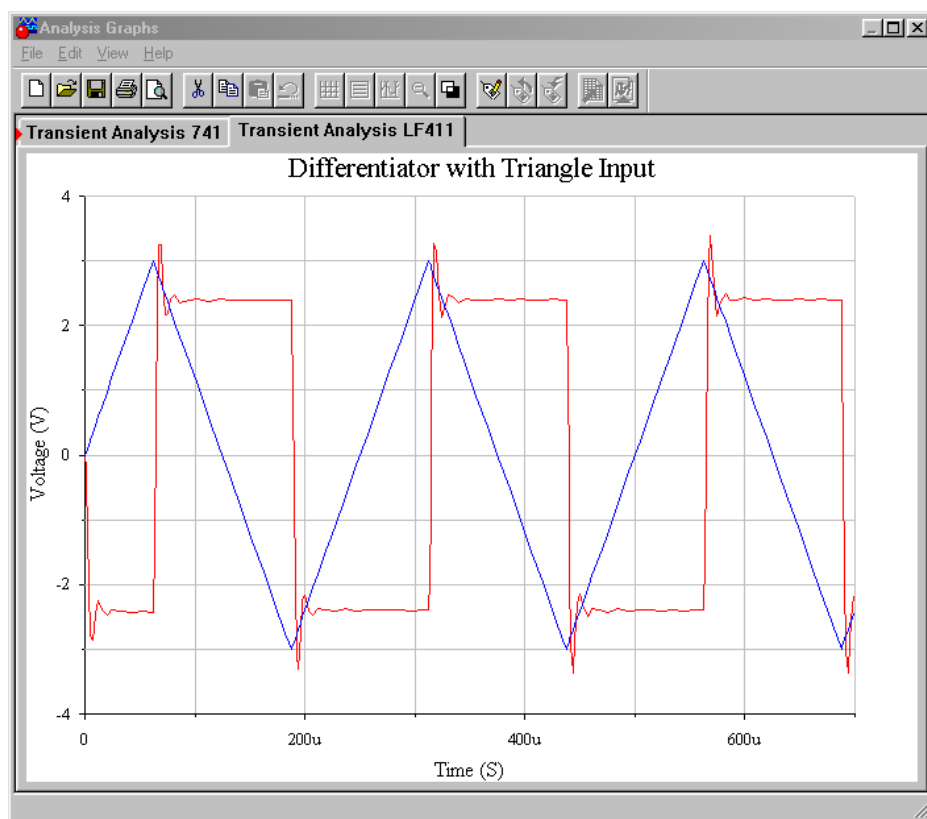 Analysis Graphs
File Edit View Help
Transient Analysis 741 Transient Analysis LF411
Differentiator with Triangle Input
4
2
0
-2
-4
Voltage (V)
0 200u 400u 600u
Time (S)